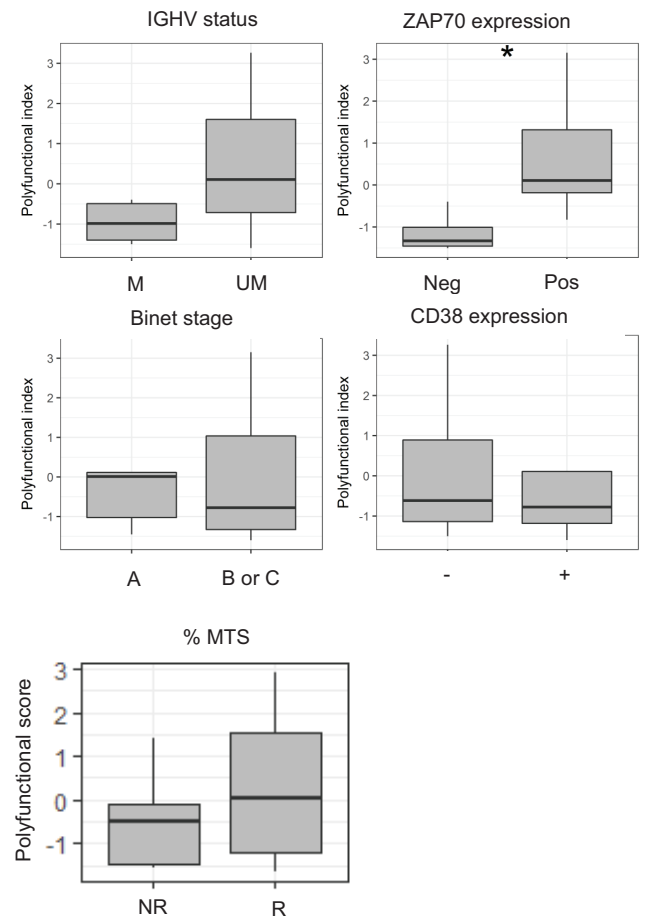 IGHV status
ZAP70 expression
*
Polyfunctional index
3
2
1
0
-1
M
UM
Polyfunctional index
3
2
1
0
-1
Neg
Pos
Binet stage
CD38 expression
Polyfunctional index
3
2
1
0
-1
A
B or C
Polyfunctional index
3
2
1
0
-1
-
+
% MTS
Polyfunctional score
3
2
1
0
-1
NR
R